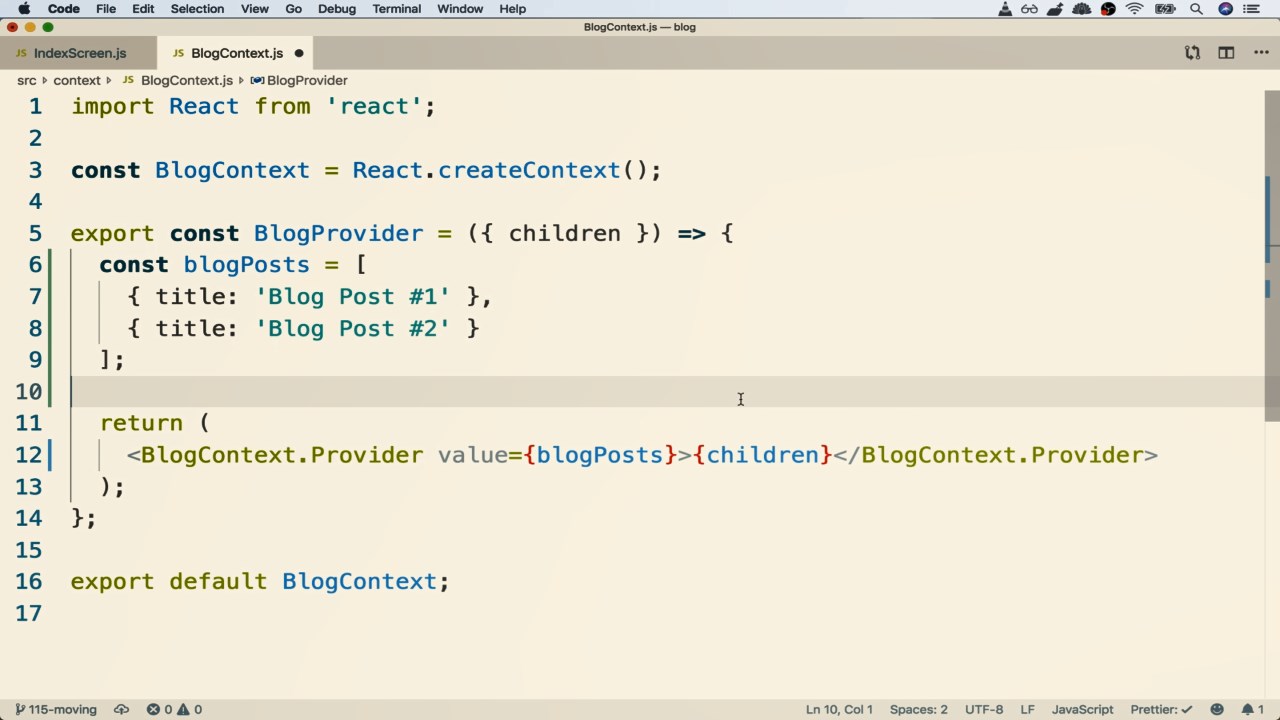 Code File Edit Selection View Go Debug Terminal Window Help
BlogContext.js — blog
JS IndexScreen.js JS BlogContext.js
src context JS BlogContext.js BlogProvider
1 import React from 'react';
2
3 const BlogContext = React.createContext();
4
5 export const BlogProvider = ({ children }) => {
6 const blogPosts = [
7 { title: 'Blog Post #1' },
8 { title: 'Blog Post #2' }
9 ];
10
11 return (
12 <BlogContext.Provider value={blogPosts}>{children}</BlogContext.Provider>
13 );
14 };
15
16 export default BlogContext;
17
115-moving 0 0 Ln 10, Col 1 Spaces: 2 UTF-8 LF JavaScript Prettier: ✓ 1